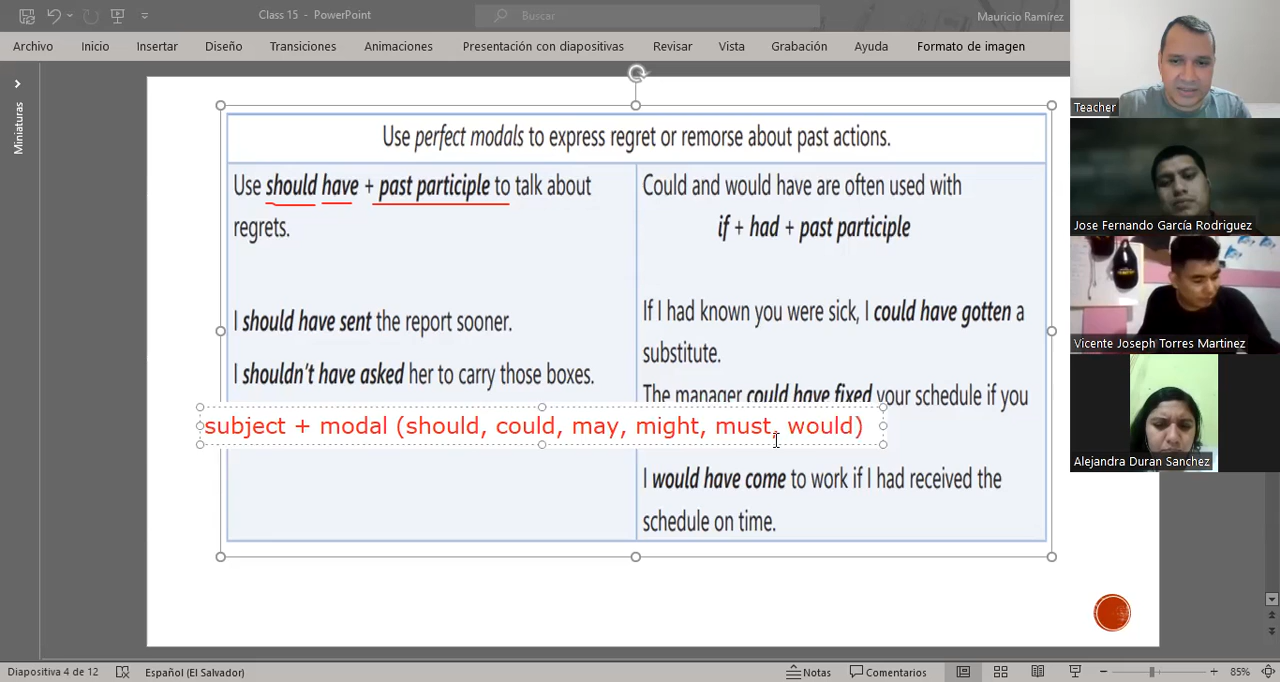 Class 15 - PowerPoint
Buscar
Mauricio Ramírez
Archivo Inicio Insertar Diseño Transiciones Animaciones Presentación con diapositivas Revisar Vista Grabación Ayuda Formato de imagen
Miniaturas
Use perfect modals to express regret or remorse about past actions.
Use should have + past participle to talk about
regrets.
I should have sent the report sooner.
I shouldn't have asked her to carry those boxes.
Could and would have are often used with
if + had + past participle
If I had known you were sick, I could have gotten a
substitute.
The manager could have fixed your schedule if you
subject + modal (should, could, may, might, must, would)
I would have come to work if I had received the
schedule on time.
Teacher
Jose Fernando García Rodriguez
Vicente Joseph Torres Martinez
Alejandra Duran Sanchez
Diapositiva 4 de 12
Español (El Salvador)
Notas
Comentarios
85%